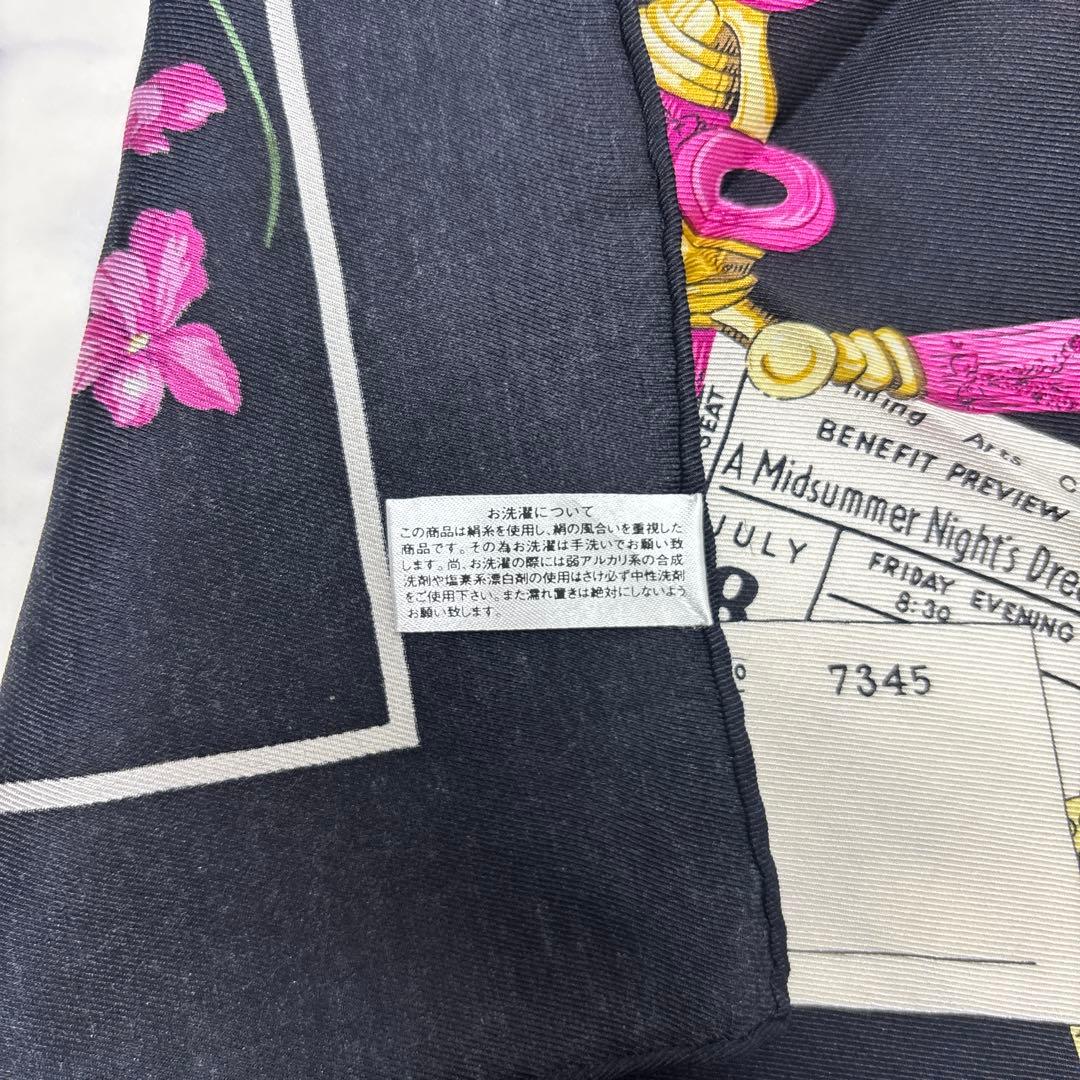 お洗濯について
この商品は絹糸を使用し、絹の風合いを重視した
商品です。その為お洗濯は手洗いでお願い致
します。尚、お洗濯の際には弱アルカリ系の合成
洗剤や塩素系漂白剤の使用はさけ必ず中性洗剤
をご使用下さい。また濡れ置きは絶対にしないよう
お願い致します。
SEAT
Arts C
BENEFIT PREVIEW
A Midsummer Night's Dre
JULY
8
FRIDAY EVENING
8:30
7345